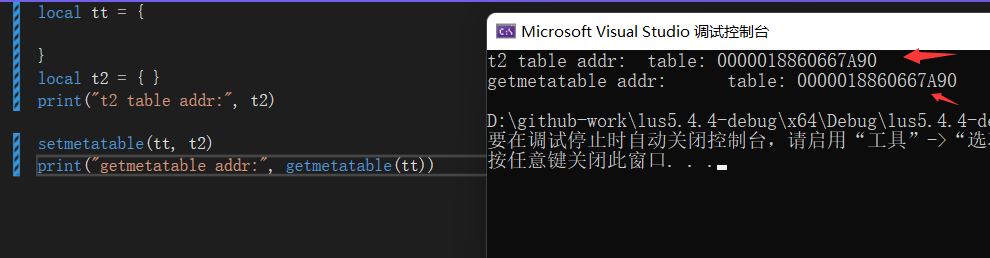 local tt = {
}
local t2 = { }
print("t2 table addr:", t2)
setmetatable(tt, t2)
print("getmetatable addr:", getmetatable(tt))
C:\
Microsoft Visual Studio 调试控制台
t2 table addr: table: 0000018860667A90
getmetatable addr: table: 0000018860667A90
D:\github-work\lus5.4.4-debug\x64\Debug\lus5.4.4-de
要在调试停止时自动关闭控制台，请启用“工具”->“选
按任意键关闭此窗口. . .